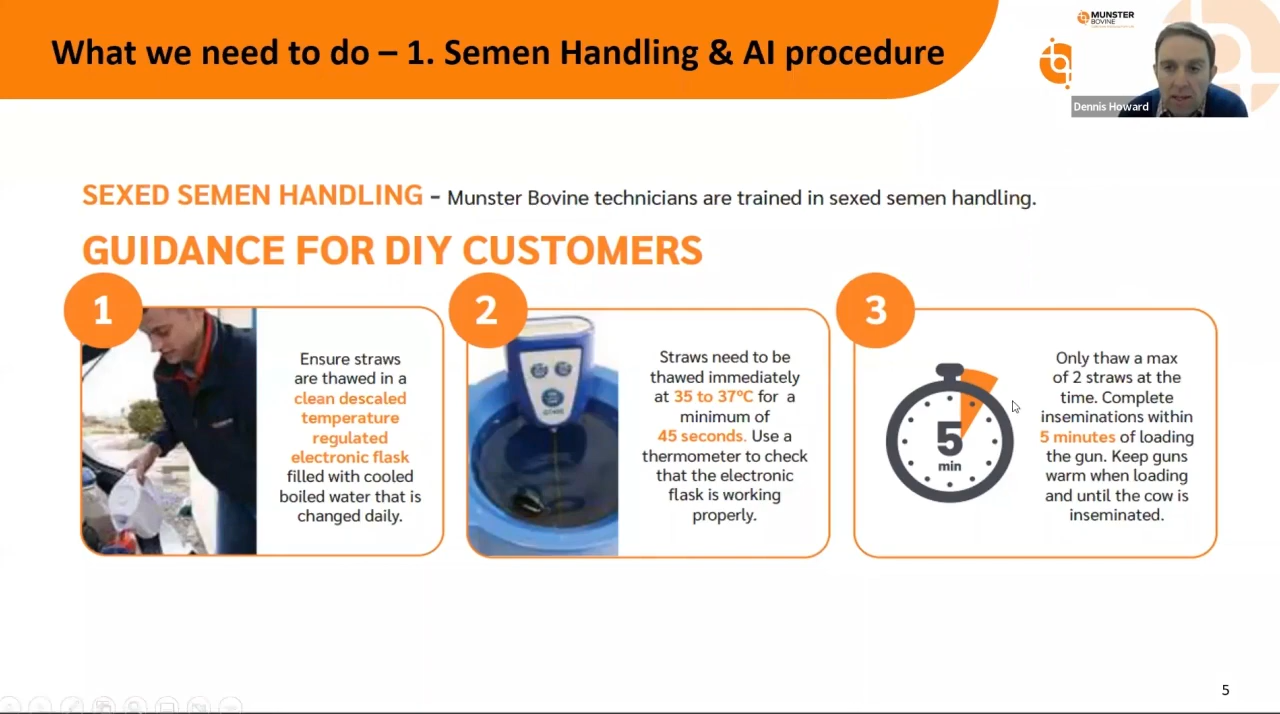 What we need to do – 1. Semen Handling & AI procedure
MUNSTER
BOVINE
Dennis Howard
SEXED SEMEN HANDLING – Munster Bovine technicians are trained in sexed semen handling.
GUIDANCE FOR DIY CUSTOMERS
1
Ensure straws
are thawed in a
clean descaled
temperature
regulated
electronic flask
filled with cooled
boiled water that is
changed daily.
2
Straws need to be
thawed immediately
at 35 to 37ºC for a
minimum of
45 seconds. Use a
thermometer to check
that the electronic
flask is working
properly.
3
5
min
Only thaw a max
of 2 straws at the
time. Complete
inseminations within
5 minutes of loading
the gun. Keep guns
warm when loading
and until the cow is
inseminated.
5